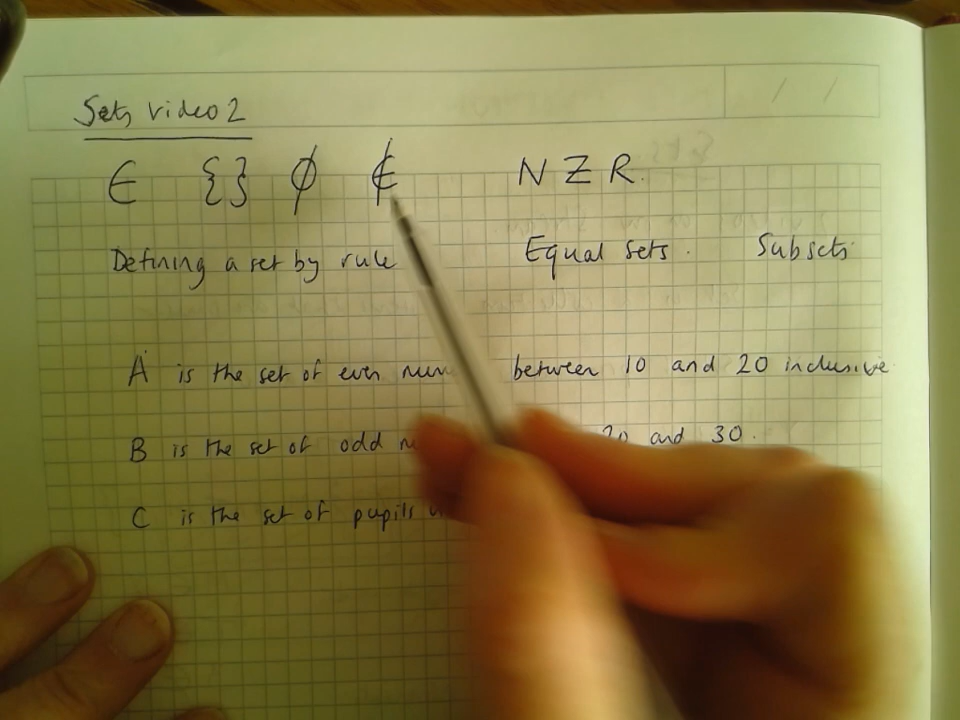 Sets video 2
∈ {} ∅ ∉ N Z R.
Defining a set by rule Equal sets. Subsets
A is the set of even between 10 and 20 inclusive
B is the set of odd 20 and 30.
C is the set of pupils